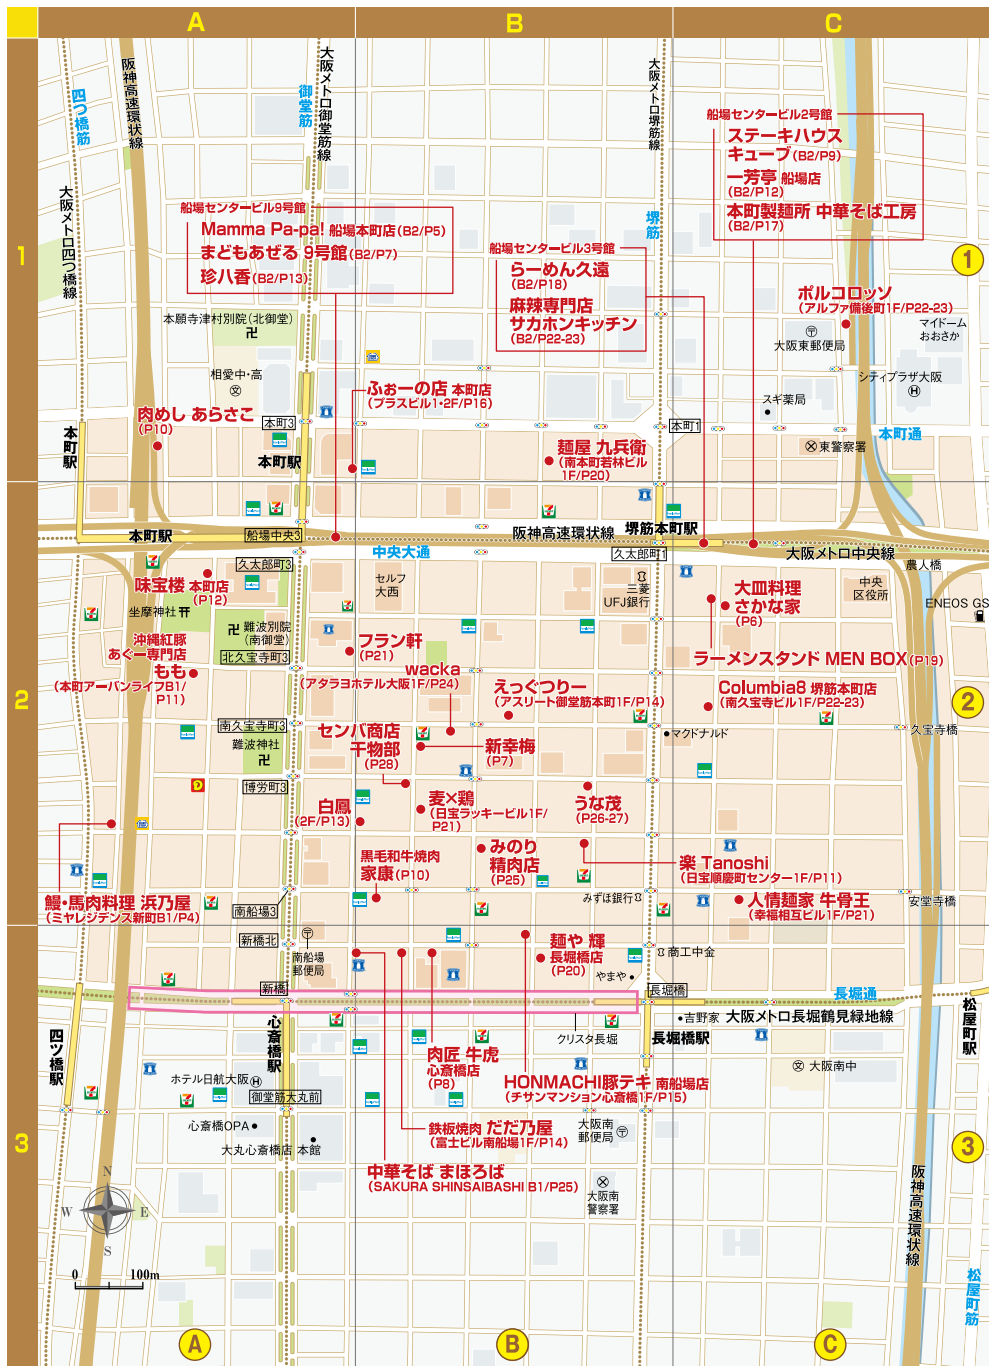 A
B
C
1
2
3
阪神高速環状線
四つ橋筋
大阪メトロ四つ橋線
御堂筋
大阪メトロ御堂筋線
大阪メトロ堺筋線
堺筋
船場センタービル2号館
ステーキハウス
キューブ(B2/P9)
一芳亭 船場店
(B2/P12)
本町製麺所 中華そば工房
(B2/P17)
船場センタービル9号館
Mamma Pa-pa! 船場本町店(B2/P5)
まどもあぜる 9号館(B2/P7)
珍八香(B2/P13)
船場センタービル3号館
らーめん久遠
(B2/P18)
麻辣専門店
サカホンキッチン
(B2/P22-23)
1
ポルコロッソ
(アルファ備後町1F/P22-23)
大阪東郵便局
マイドーム
おおさか
本願寺津村別院(北御堂)
卍
相愛中・高
文
シティプラザ大阪
H
スギ薬局
本町通
東警察署
肉めし あらさこ
(P10)
本町3
本町駅
本町駅
ふぉーの店 本町店
(プラスビル1・2F/P16)
麺屋 九兵衛
(南本町若林ビル
1F/P20)
本町1
本町駅
船場中央3
阪神高速環状線
堺筋本町駅
中央大通
久太郎町1
大阪メトロ中央線
農人橋
久太郎町3
味宝楼 本町店
(P12)
坐摩神社
セルフ
大西
三菱
UFJ銀行
大皿料理
さかな家
(P6)
中央
区役所
ENEOS GS
卍 難波別院
(南御堂)
北久宝寺町3
沖縄紅豚
あぐー専門店
もも
(本町アーバンライフB1/
P11)
フラン軒
(P21)
wacka
(アタラヨホテル大阪1F/P24)
えっぐつりー
(アスリート御堂筋本町1F/P14)
ラーメンスタンド MEN BOX(P19)
Columbia8 堺筋本町店
(南久宝寺ビル1F/P22-23)
2
南久宝寺町3
難波神社
卍
センバ商店
干物部
(P28)
新幸梅
(P7)
マクドナルド
久宝寺橋
博労町3
白鳳
(2F/P13)
麦×鶏
(日宝ラッキービル1F/
P21)
うな茂
(P26-27)
黒毛和牛焼肉
家康(P10)
みのり
精肉店
(P25)
楽 Tanoshi
(日宝順慶町センター1F/P11)
鰻・馬肉料理 浜乃屋
(ミヤレジデンス新町B1/P4)
南船場3
みずほ銀行
人情麺家 牛骨王
(幸福相互ビル1F/P21)
安堂寺橋
新橋北
南船場
郵便局
麺や 輝
長堀橋店
(P20)
商工中金
やまや
新橋
長堀橋
長堀通
吉野家
大阪メトロ長堀鶴見緑地線
松屋町駅
四ツ橋駅
心斎橋駅
クリスタ長堀
長堀橋駅
肉匠 牛虎
心斎橋店
(P8)
HONMACHI豚テキ 南船場店
(チサンマンション心斎橋1F/P15)
文 大阪南中
ホテル日航大阪 H
御堂筋大丸前
心斎橋OPA
大丸心斎橋店 本館
鉄板焼肉 だだ乃屋
(富士ビル南船場1F/P14)
大阪南
郵便局
3
中華そば まほろば
(SAKURA SHINSAIBASHI B1/P25)
大阪南
警察署
阪神高速環状線
松屋町筋
N
W
E
S
0
100m
A
B
C